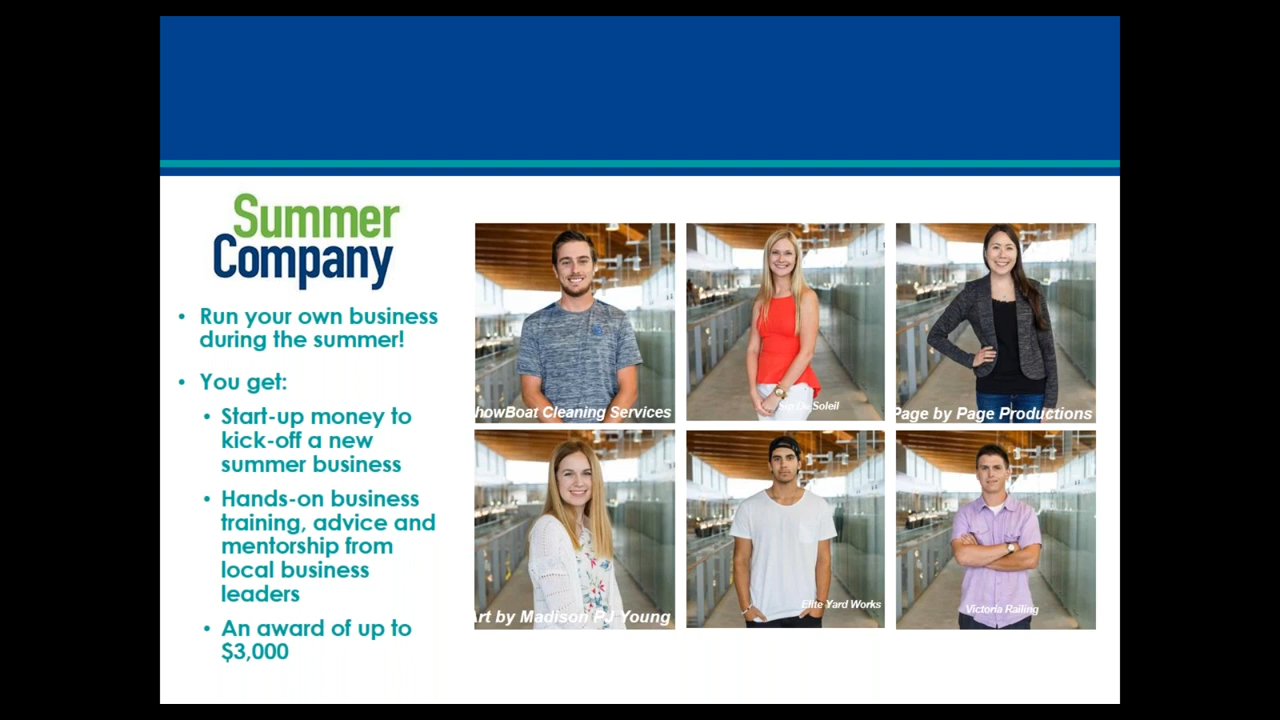 Summer
Company
• Run your own business
during the summer!
• You get:
• Start-up money to
kick-off a new
summer business
• Hands-on business
training, advice and
mentorship from
local business
leaders
• An award of up to
$3,000
howBoat Cleaning Services
Soleil
Page by Page Productions
Art by Madison PJ Young
Elite Yard Works
Victoria Railing